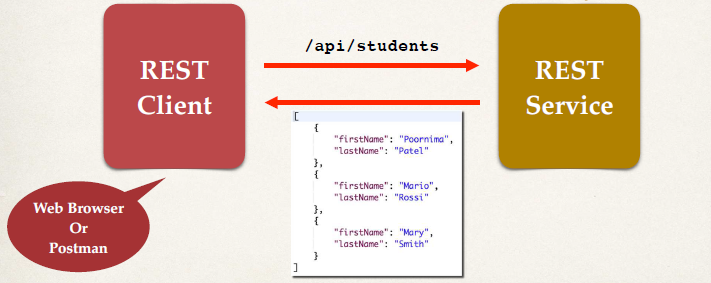 REST
Client
/api/students
REST
Service
[
{
"firstName": "Poornima",
"lastName": "Patel"
},
{
"firstName": "Mario",
"lastName": "Rossi"
},
{
"firstName": "Mary",
"lastName": "Smith"
}
]
Web Browser
Or
Postman